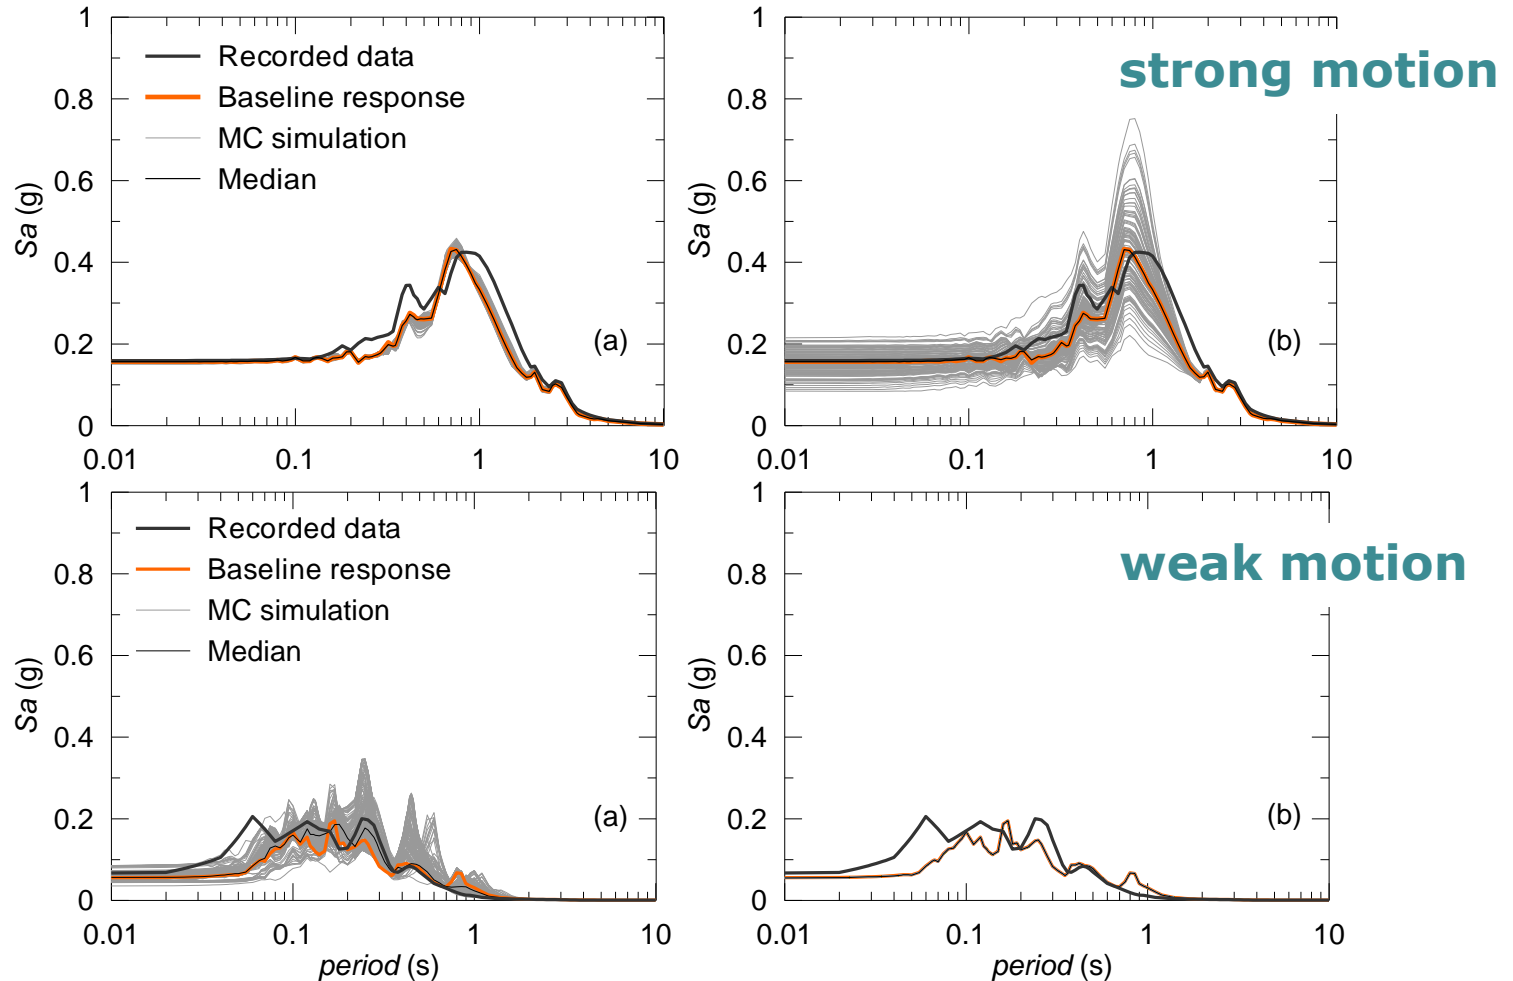 1
0.8
0.6
0.4
0.2
0
Sa (g)
Recorded data
Baseline response
MC simulation
Median
(a)
0.01 0.1 1 10
1
0.8
0.6
0.4
0.2
0
Sa (g)
strong motion
(b)
0.01 0.1 1 10
1
0.8
0.6
0.4
0.2
0
Sa (g)
Recorded data
Baseline response
MC simulation
Median
(a)
0.01 0.1 1 10
period (s)
1
0.8
0.6
0.4
0.2
0
Sa (g)
weak motion
(b)
0.01 0.1 1 10
period (s)